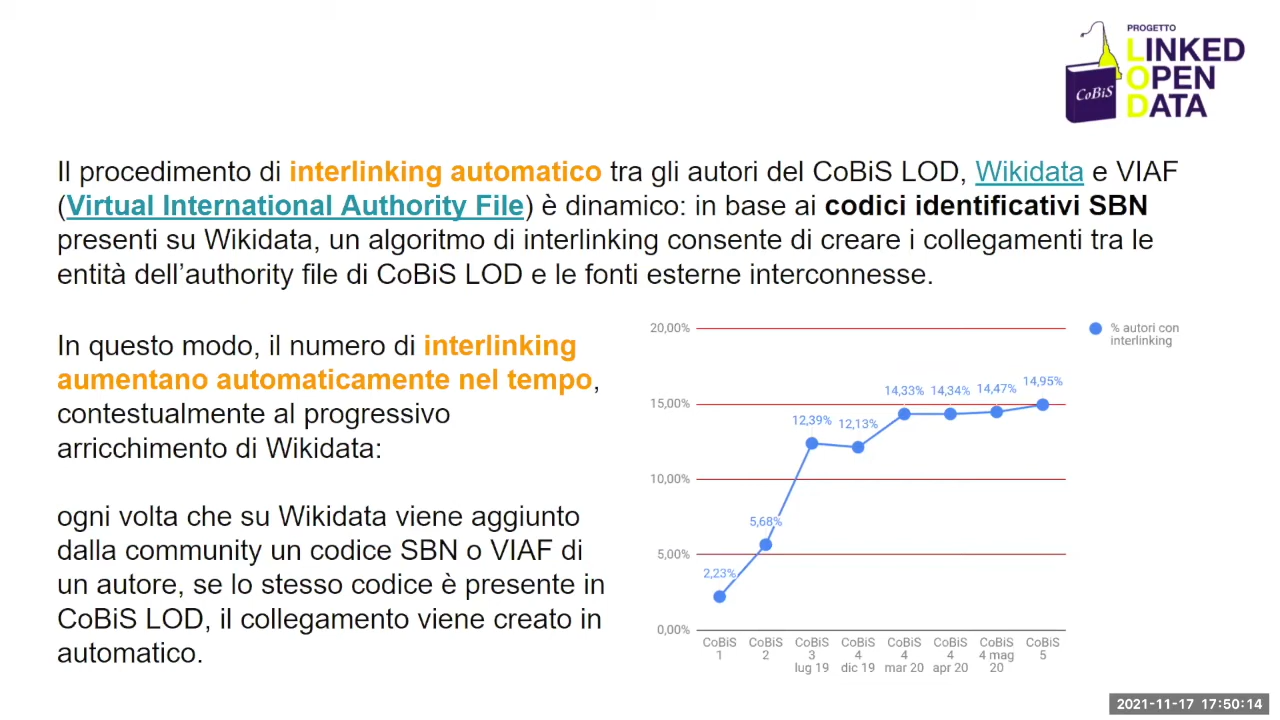 PROGETTO
LINKED
OPEN
DATA
CoBiS
Il procedimento di interlinking automatico tra gli autori del CoBiS LOD, Wikidata e VIAF
(Virtual International Authority File) è dinamico: in base ai codici identificativi SBN
presenti su Wikidata, un algoritmo di interlinking consente di creare i collegamenti tra le
entità dell’authority file di CoBiS LOD e le fonti esterne interconnesse.
In questo modo, il numero di interlinking
aumentano automaticamente nel tempo,
contestualmente al progressivo
arricchimento di Wikidata:
ogni volta che su Wikidata viene aggiunto
dalla community un codice SBN o VIAF di
un autore, se lo stesso codice è presente in
CoBiS LOD, il collegamento viene creato in
automatico.
20,00%
15,00%
10,00%
5,00%
0,00%
2,23%
5,68%
12,39%
12,13%
14,33%
14,34%
14,47%
14,95%
CoBiS
1
CoBiS
2
CoBiS
3
lug 19
CoBiS
4
dic 19
CoBiS
4
mar 20
CoBiS
4
apr 20
CoBiS
4 mag
20
CoBiS
5
% autori con
interlinking
2021-11-17 17:50:14